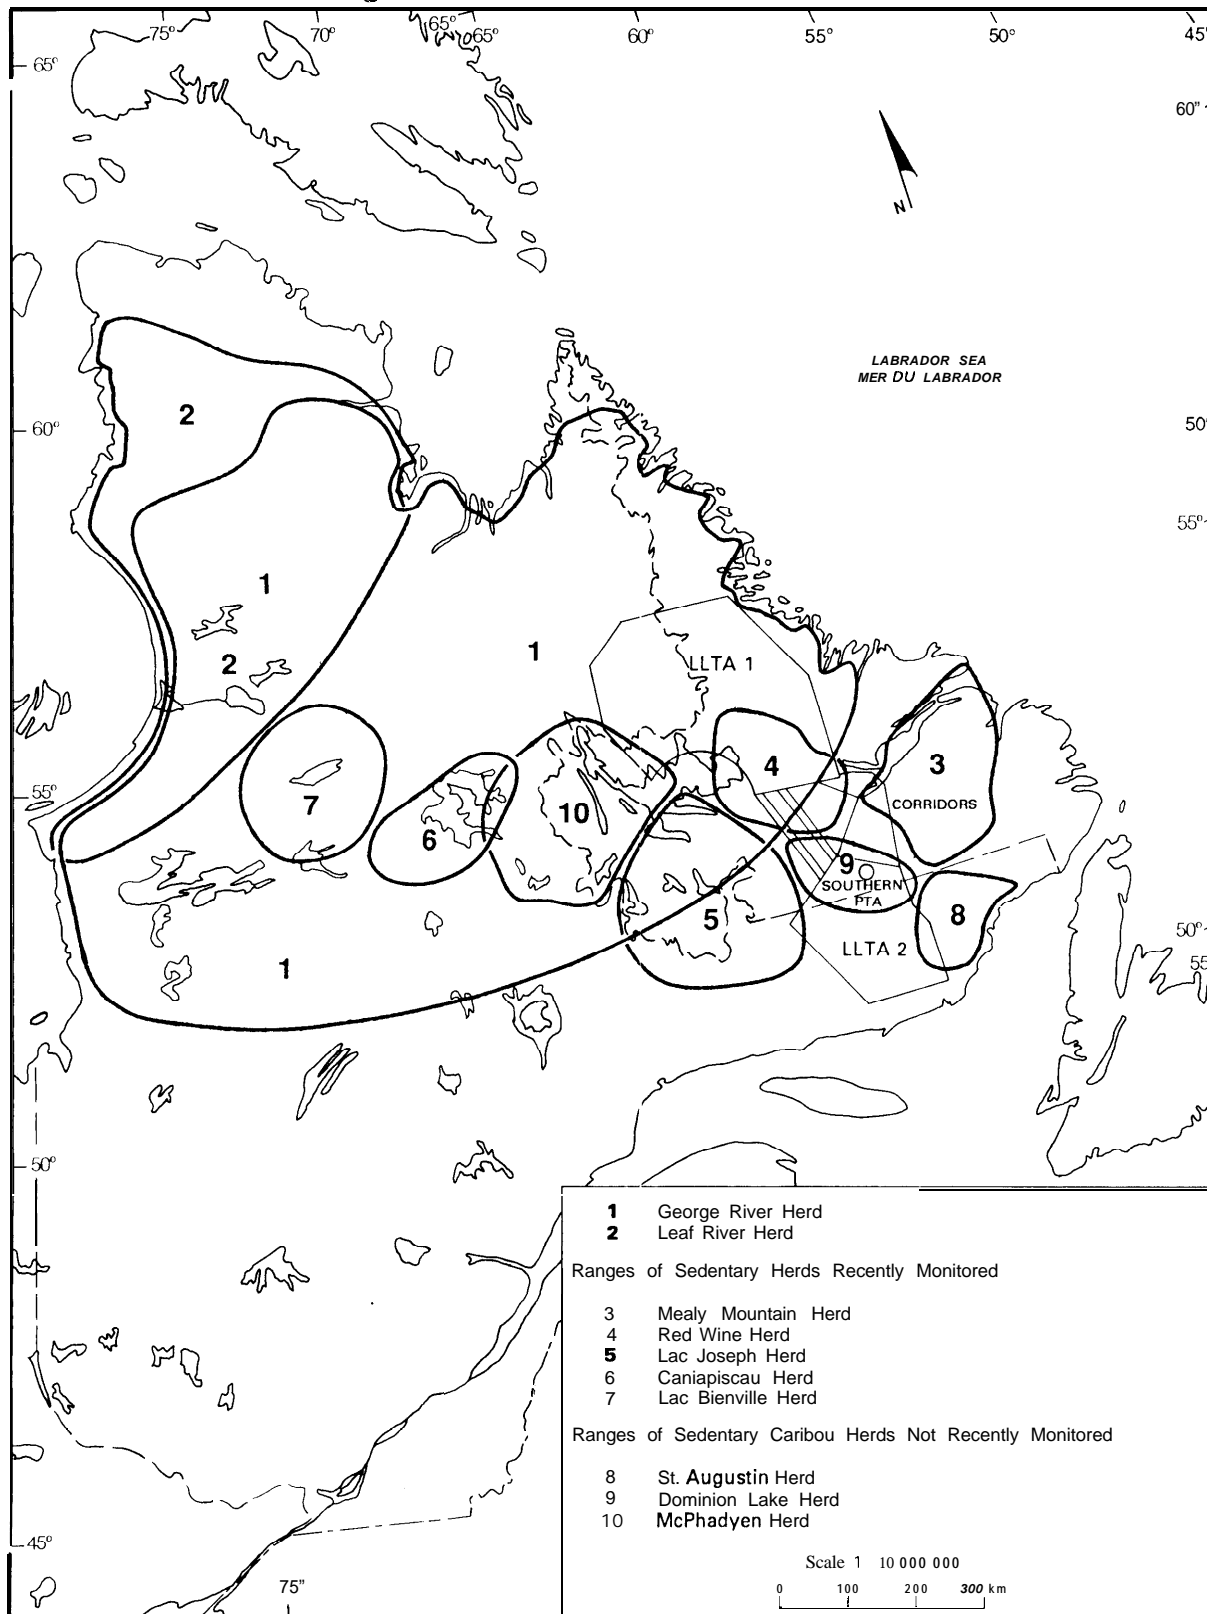 75° 70° 65° 65° 60° 55° 50° 45°
65°
60"
N
LABRADOR SEA
MER DU LABRADOR
2
60°
50°
55°
1
2
1
LLTA 1
4
3
55°
7
10
CORRIDORS
6
9
SOUTHERN
PTA
5
8
50°
LLTA 2
55°
1
50°
1 George River Herd
2 Leaf River Herd
Ranges of Sedentary Herds Recently Monitored
3 Mealy Mountain Herd
4 Red Wine Herd
5 Lac Joseph Herd
6 Caniapiscau Herd
7 Lac Bienville Herd
Ranges of Sedentary Caribou Herds Not Recently Monitored
8 St. Augustin Herd
9 Dominion Lake Herd
10 McPhadyen Herd
45°
75"
Scale 1 10 000 000
0 100 200 300 km